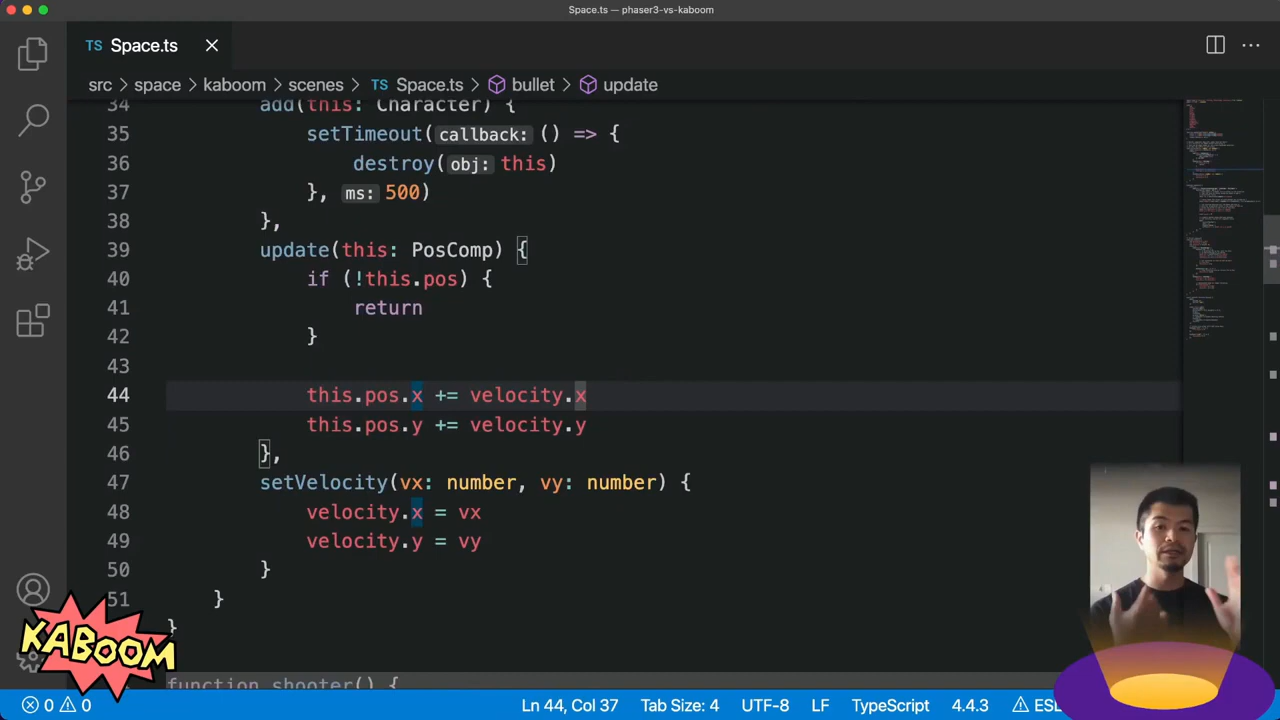 Space.ts — phaser3-vs-kaboom
TS Space.ts
src > space > kaboom > scenes > TS Space.ts > bullet > update
34 add(this: Character) {
35 setTimeout(callback: () => {
36 destroy(obj: this)
37 }, ms: 500)
38 },
39 update(this: PosComp) {
40 if (!this.pos) {
41 return
42 }
43
44 this.pos.x += velocity.x
45 this.pos.y += velocity.y
46 },
47 setVelocity(vx: number, vy: number) {
48 velocity.x = vx
49 velocity.y = vy
50 }
51 }
}
function shooter() {
KABOOM
0 0 Ln 44, Col 37 Tab Size: 4 UTF-8 LF TypeScript 4.4.3 ESL